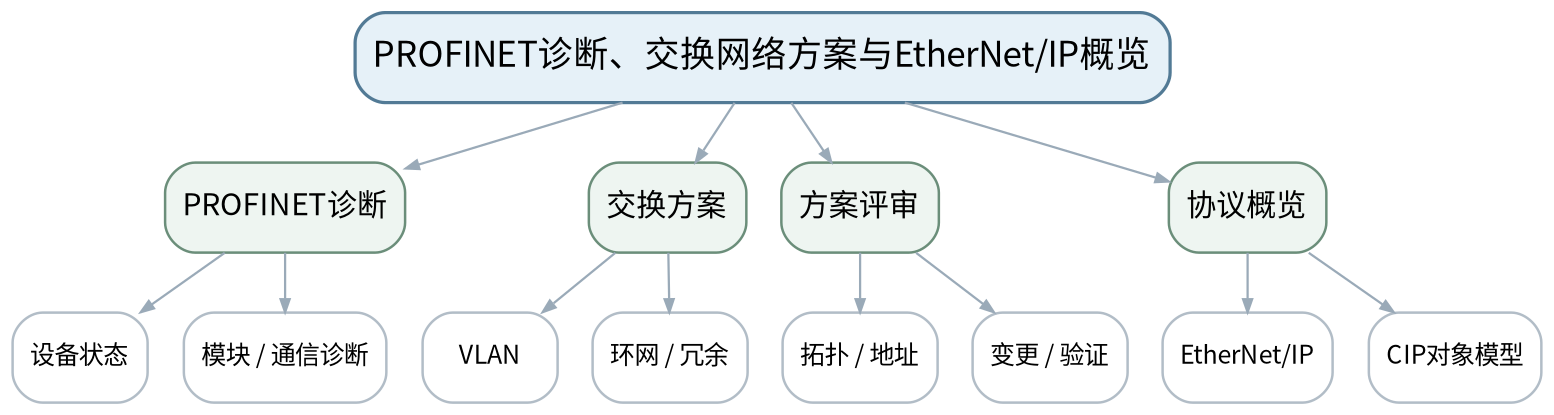 PROFINET诊断、交换网络方案与EtherNet/IP概览
PROFINET诊断
交换方案
方案评审
协议概览
设备状态
模块 / 通信诊断
VLAN
环网 / 冗余
拓扑 / 地址
变更 / 验证
EtherNet/IP
CIP对象模型